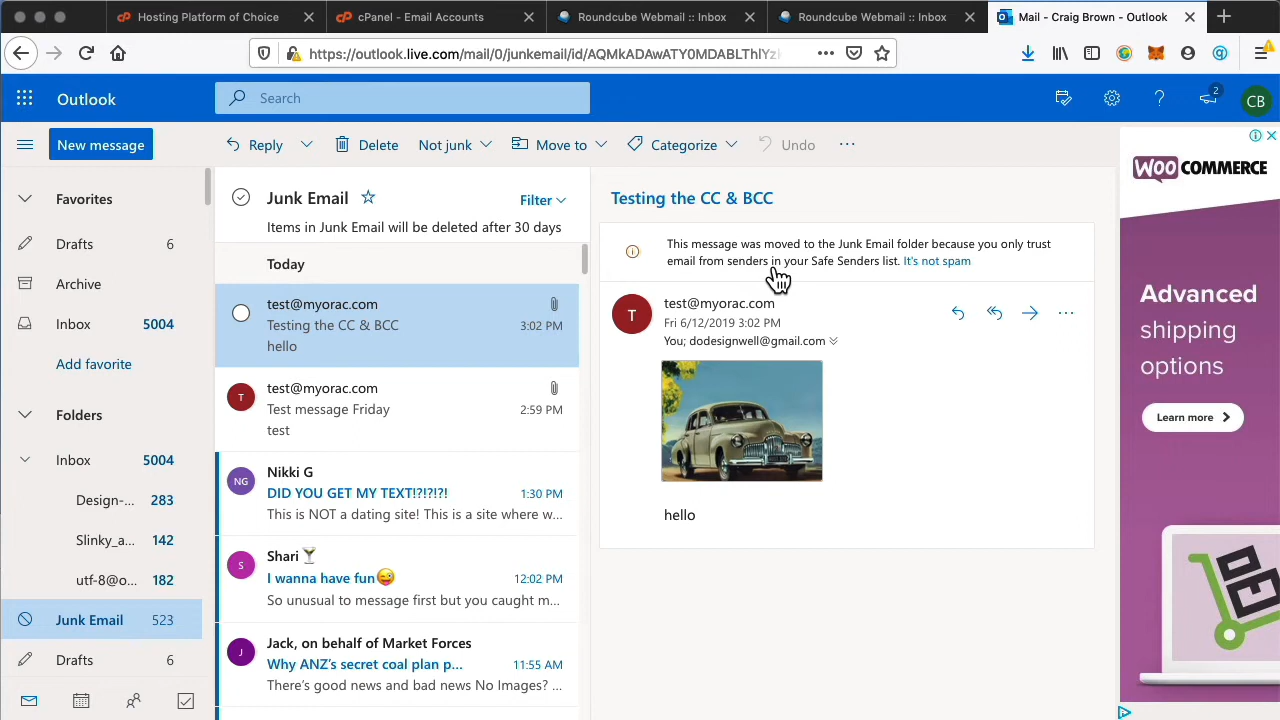 Hosting Platform of Choice
cPanel - Email Accounts
Roundcube Webmail :: Inbox
Roundcube Webmail :: Inbox
Mail - Craig Brown - Outlook
https://outlook.live.com/mail/0/junkemail/id/AQMkADAwATY0MDABLThlYz
Outlook
Search
2
CB
New message
Reply
Delete
Not junk
Move to
Categorize
Undo
Favorites
Drafts 6
Archive
Inbox 5004
Add favorite
Folders
Inbox 5004
Design-... 283
Slinky_a... 142
utf-8@o... 182
Junk Email 523
Drafts 6
Junk Email
Filter
Items in Junk Email will be deleted after 30 days
Today
test@myorac.com
Testing the CC & BCC 3:02 PM
hello
T
test@myorac.com
Test message Friday 2:59 PM
test
NG
Nikki G
DID YOU GET MY TEXT!?!?!?! 1:30 PM
This is NOT a dating site! This is a site where w...
S
Shari🍸
I wanna have fun😜 12:02 PM
So unusual to message first but you caught m...
J
Jack, on behalf of Market Forces
Why ANZ's secret coal plan p... 11:55 AM
There's good news and bad news No Images? ...
Testing the CC & BCC
This message was moved to the Junk Email folder because you only trust
email from senders in your Safe Senders list. It's not spam
T
test@myorac.com
Fri 6/12/2019 3:02 PM
You; dodesignwell@gmail.com
hello
WOO COMMERCE
Advanced
shipping
options
Learn more